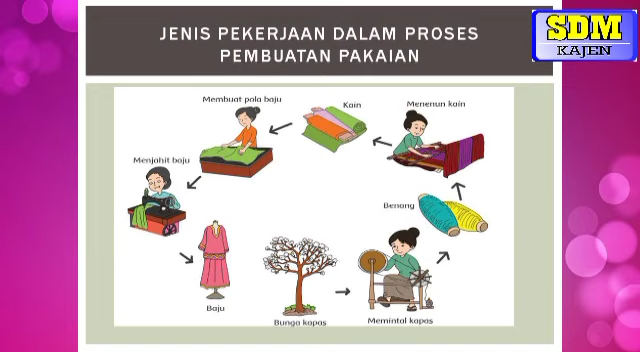 JENIS PEKERJAAN DALAM PROSES
PEMBUATAN PAKAIAN
SDM
KAJEN
Membuat pola baju
Kain
Menenun kain
Menjahit baju
Benang
Baju
Bunga kapas
Memintal kapas